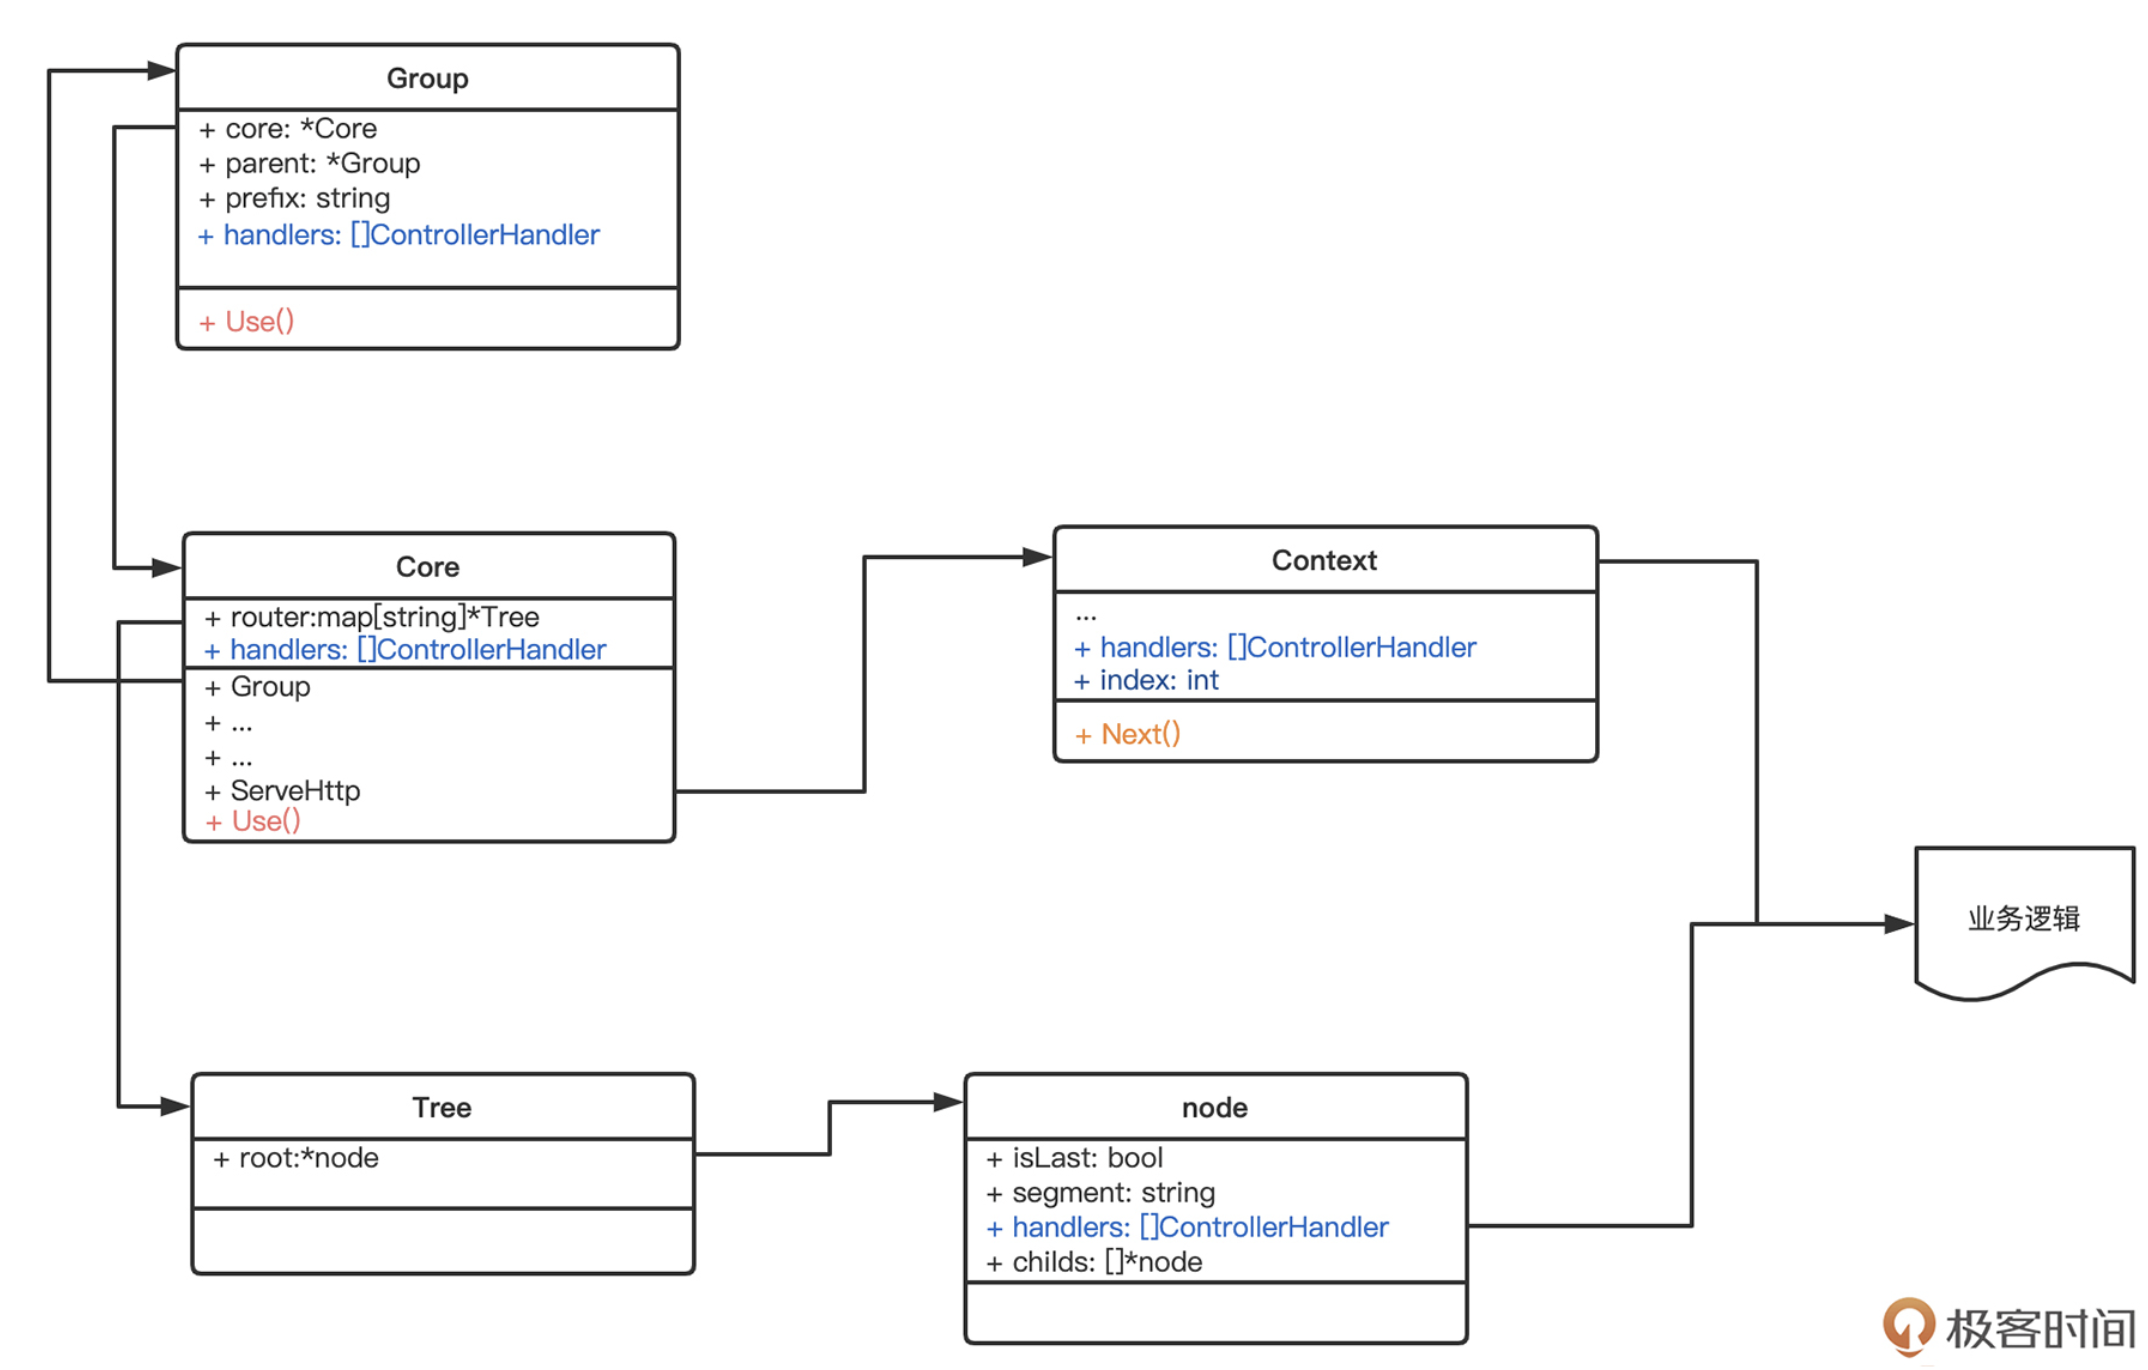 Group
+ core: *Core
+ parent: *Group
+ prefix: string
+ handlers: []ControllerHandler
+ Use()
Core
+ router:map[string]*Tree
+ handlers: []ControllerHandler
+ Group
+ ...
+ ...
+ ServeHttp
+ Use()
Context
...
+ handlers: []ControllerHandler
+ index: int
+ Next()
业务逻辑
Tree
+ root:*node
node
+ isLast: bool
+ segment: string
+ handlers: []ControllerHandler
+ childs: []*node
极客时间